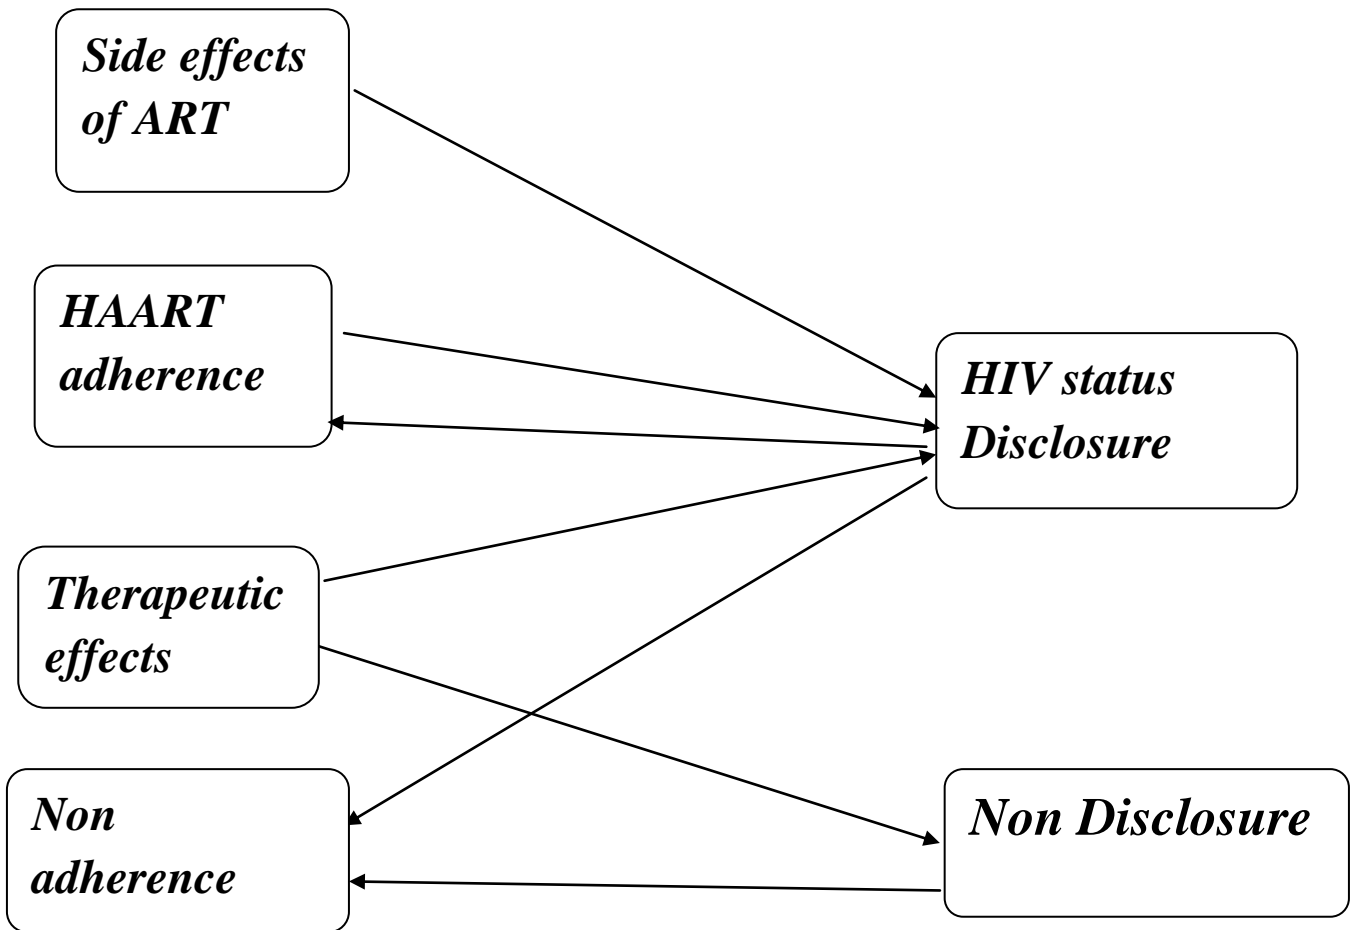 Side effects
of ART
HAART
adherence
HIV status
Disclosure
Therapeutic
effects
Non
adherence
Non Disclosure